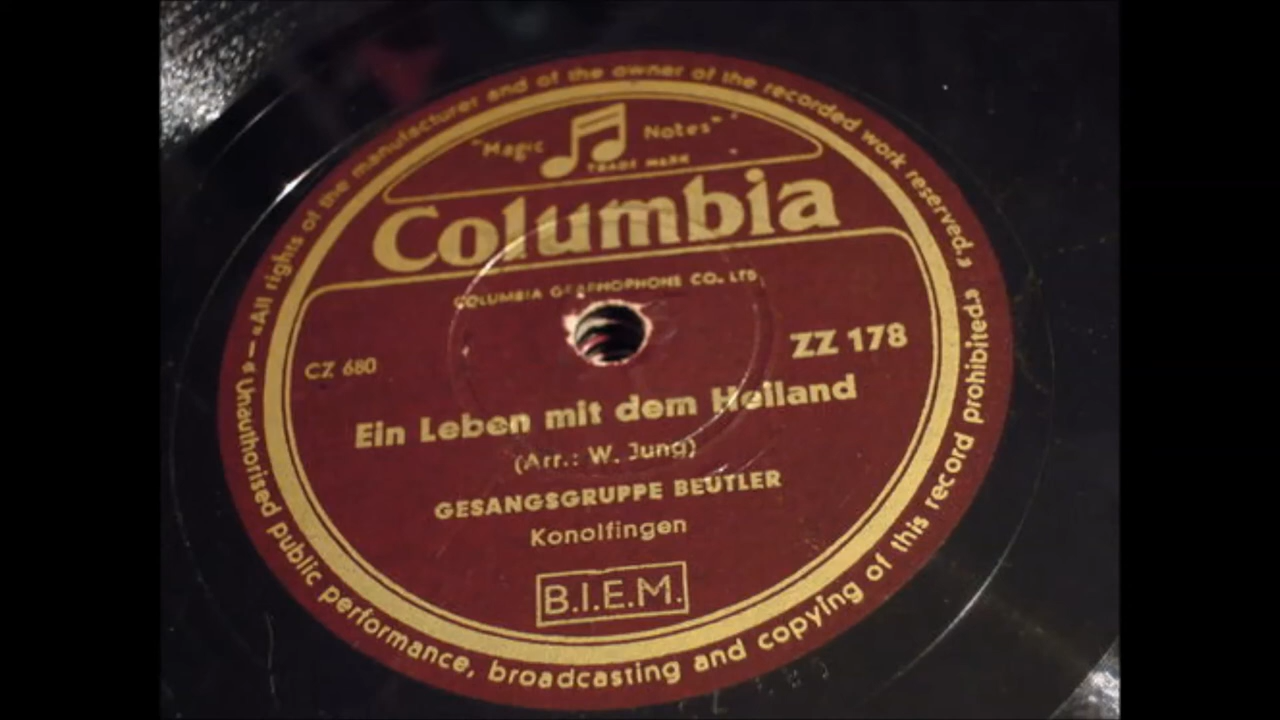 «All rights of the manufacturer and of the owner of the recorded work reserved.»
"Magic Notes"
TRADE MARK
Columbia
COLUMBIA GRAPHOPHONE CO. LTD.
CZ 680
ZZ 178
Ein Leben mit dem Heiland
(Arr.: W. Jung)
GESANGSGRUPPE BEUTLER
Konolfingen
B.I.E.M.
— « Unauthorised public performance, broadcasting and copying of this record prohibited.»